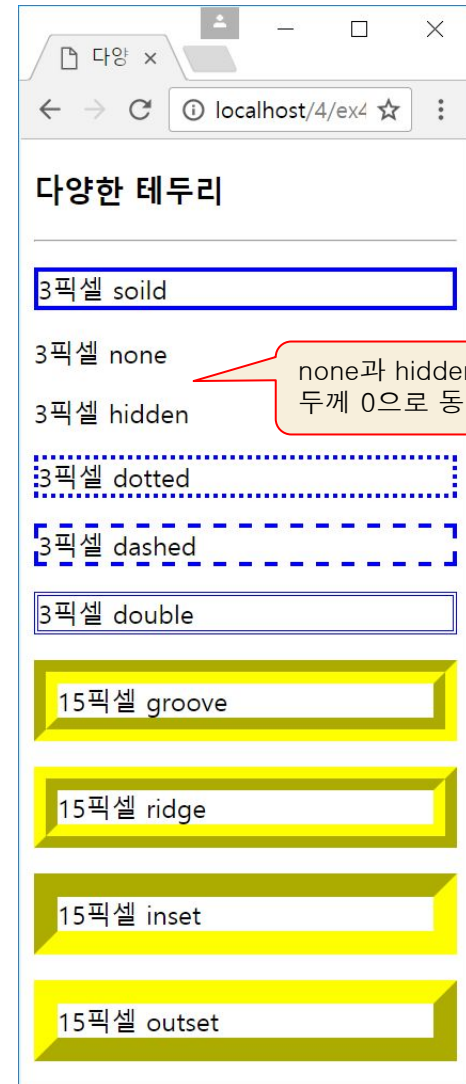 다양
localhost/4/ex4
다양한 테두리
3픽셀 soild
3픽셀 none
none과 hidden
두께 0으로 동
3픽셀 hidden
3픽셀 dotted
3픽셀 dashed
3픽셀 double
15픽셀 groove
15픽셀 ridge
15픽셀 inset
15픽셀 outset